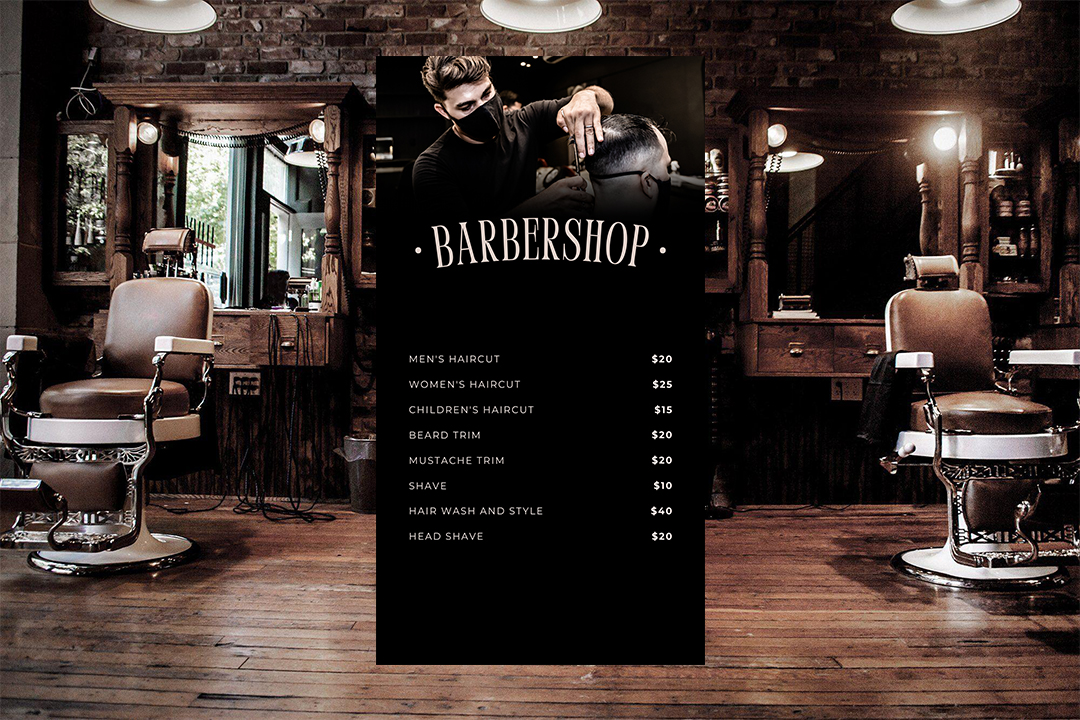 · BARBERSHOP ·
MEN'S HAIRCUT $20
WOMEN'S HAIRCUT $25
CHILDREN'S HAIRCUT $15
BEARD TRIM $20
MUSTACHE TRIM $20
SHAVE $10
HAIR WASH AND STYLE $40
HEAD SHAVE $20